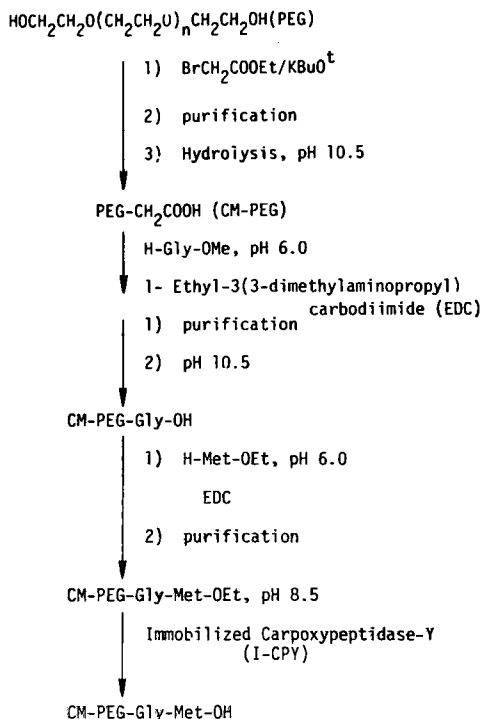 HOCH₂CH₂O(CH₂CH₂O)ₙCH₂CH₂OH(PEG)
1) BrCH₂COOEt/KBuOᵗ
2) purification
3) Hydrolysis, pH 10.5
PEG-CH₂COOH (CM-PEG)
H-Gly-OMe, pH 6.0
1- Ethyl-3(3-dimethylaminopropyl)
carbodiimide (EDC)
1) purification
2) pH 10.5
CM-PEG-Gly-OH
1) H-Met-OEt, pH 6.0
EDC
2) purification
CM-PEG-Gly-Met-OEt, pH 8.5
Immobilized Carpoxypeptidase-Y
(I-CPY)
CM-PEG-Gly-Met-OH